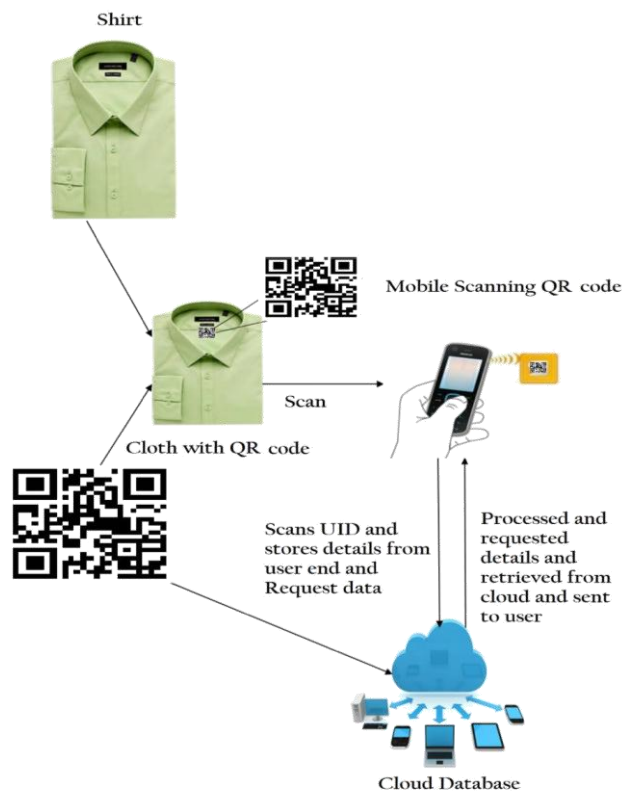 Shirt
Mobile Scanning QR code
Scan
Cloth with QR code
Scans UID and
stores details from
user end and
Request data
Processed and
requested
details and
retrieved from
cloud and sent
to user
Cloud Database